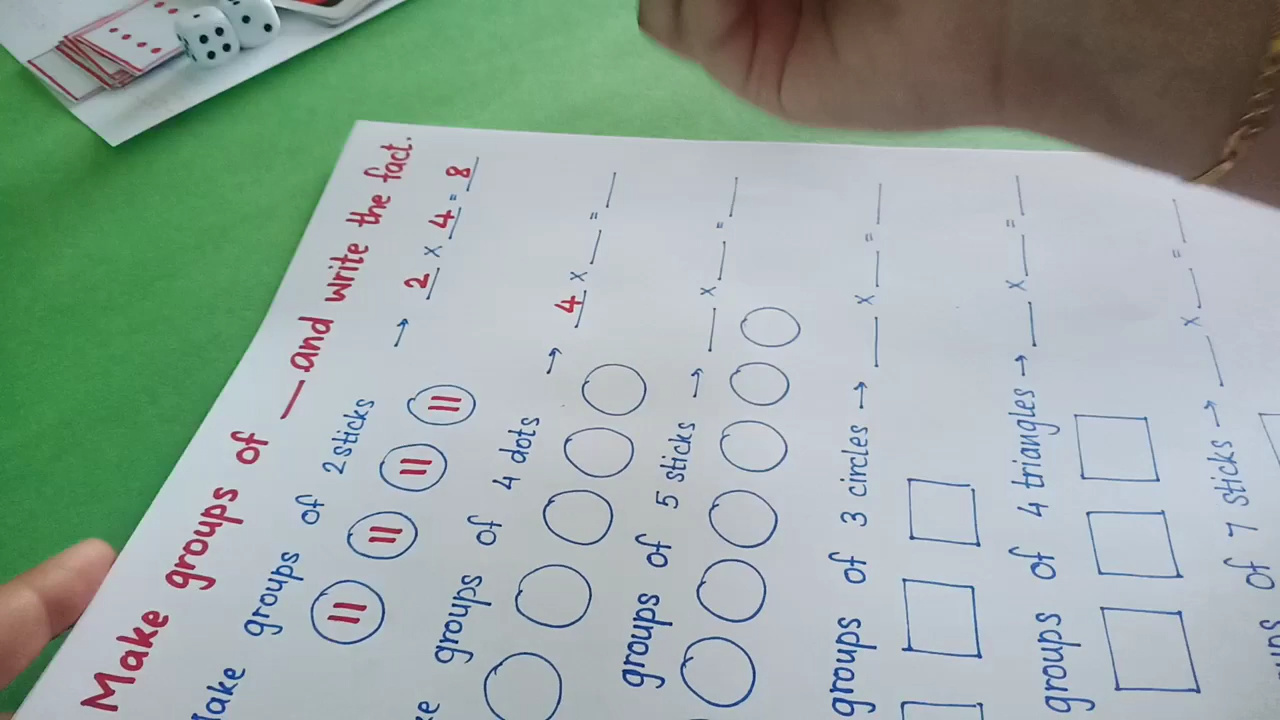 Make groups of ___ and write the fact.
Make groups of 2 sticks → 2 x 4 = 8
groups of 4 dots → 4 x ___ = ___
groups of 5 sticks → ___ x ___ = ___
groups of 3 circles → ___ x ___ = ___
groups of 4 triangles → ___ x ___ = ___
of 7 sticks → ___ x ___ = ___